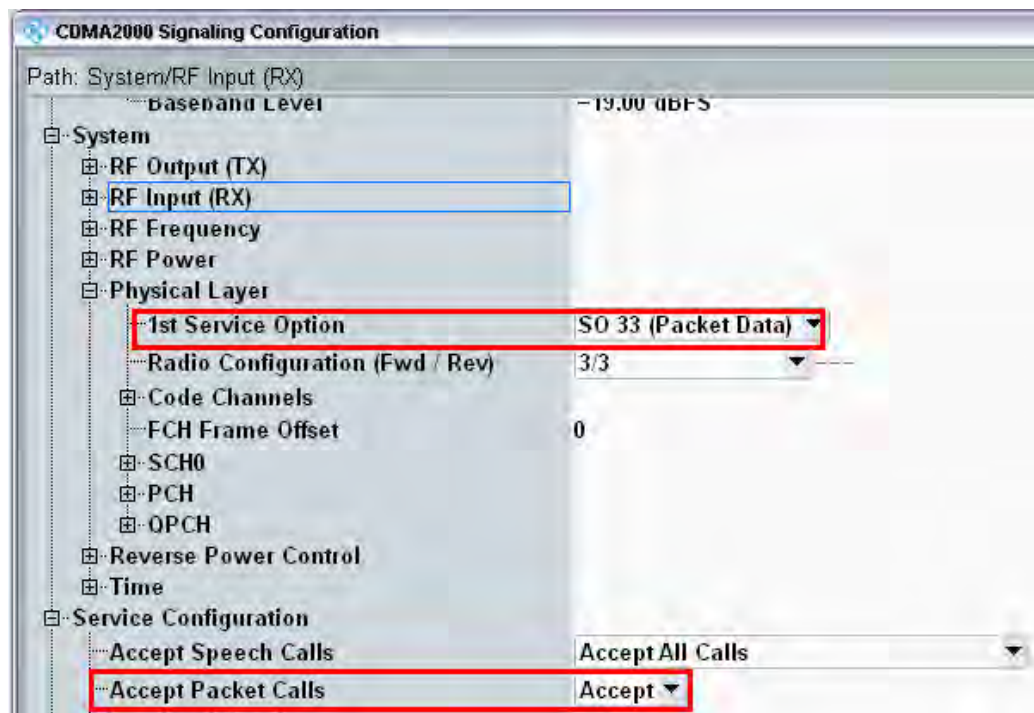 CDMA2000 Signaling Configuration
Path: System/RF Input (RX)
Baseband Level -19.00 dBFS
System
RF Output (TX)
RF Input (RX)
RF Frequency
RF Power
Physical Layer
1st Service Option SO 33 (Packet Data)
Radio Configuration (Fwd / Rev) 3/3
Code Channels
FCH Frame Offset 0
SCH0
PCH
QPCH
Reverse Power Control
Time
Service Configuration
Accept Speech Calls Accept All Calls
Accept Packet Calls Accept